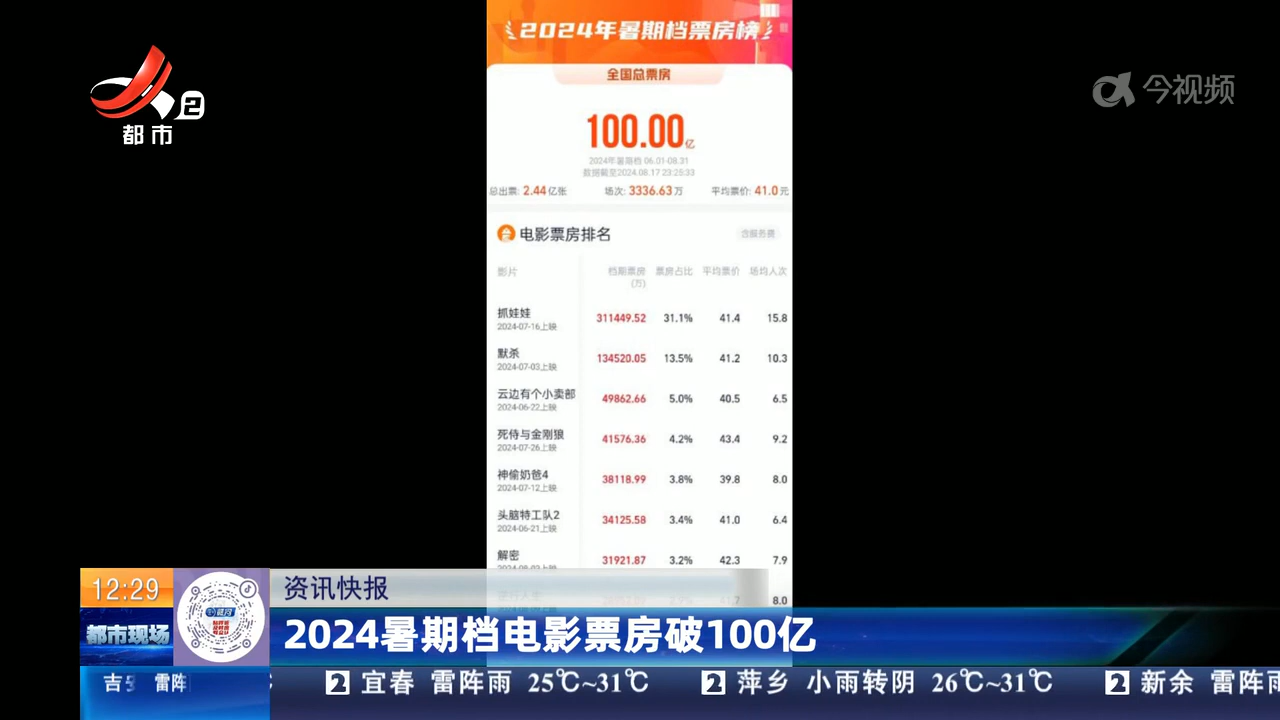 2024年暑期档票房榜
全国总票房
100.00亿
2024年暑期档 06.01-08.31
数据截至2024.08.17 23:25:33
总出票: 2.44亿张 场次: 3336.63万 平均票价: 41.0元
电影票房排名 含服务费
影片 档期票房(万) 票房占比 平均票价 场均人次
抓娃娃 311449.52 31.1% 41.4 15.8
2024-07-16上映
默杀 134520.05 13.5% 41.2 10.3
2024-07-03上映
云边有个小卖部 49862.66 5.0% 40.5 6.5
2024-06-22上映
死侍与金刚狼 41576.36 4.2% 43.4 9.2
2024-07-26上映
神偷奶爸4 38118.99 3.8% 39.8 8.0
2024-07-12上映
头脑特工队2 34125.58 3.4% 41.0 6.4
2024-06-21上映
解密 31921.87 3.2% 42.3 7.9
8.0
2
都市
今视频
12:29
都市现场
资讯快报
2024暑期档电影票房破100亿
吉 雷阵 2 宜春 雷阵雨 25℃~31℃ 2 萍乡 小雨转阴 26℃~31℃ 2 新余 雷阵雨